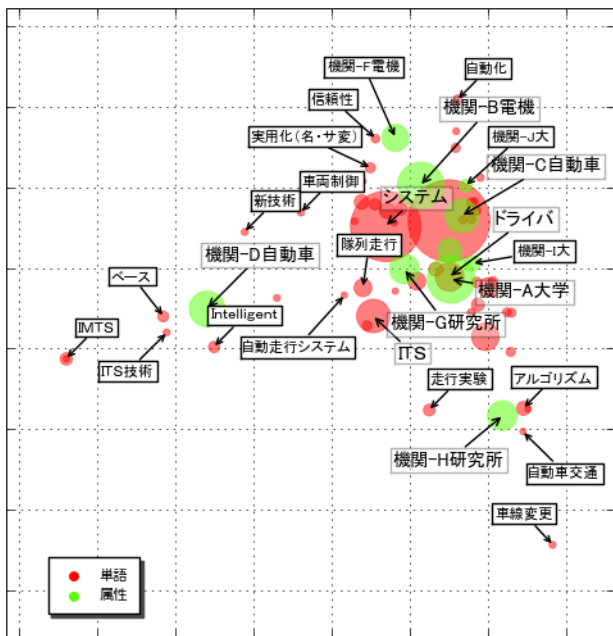 機関-F電機
自動化
信頼性
機関-B電機
実用化(名・サ変)
機関-J大
機関-C自動車
車両制御
新技術
システム
ドライバ
隊列走行
機関-D自動車
機関-I大
ベース
機関-A大学
Intelligent
機関-G研究所
IMTS
自動走行システム
ITS
ITS技術
走行実験
アルゴリズム
機関-H研究所
自動車交通
車線変更
単語
属性